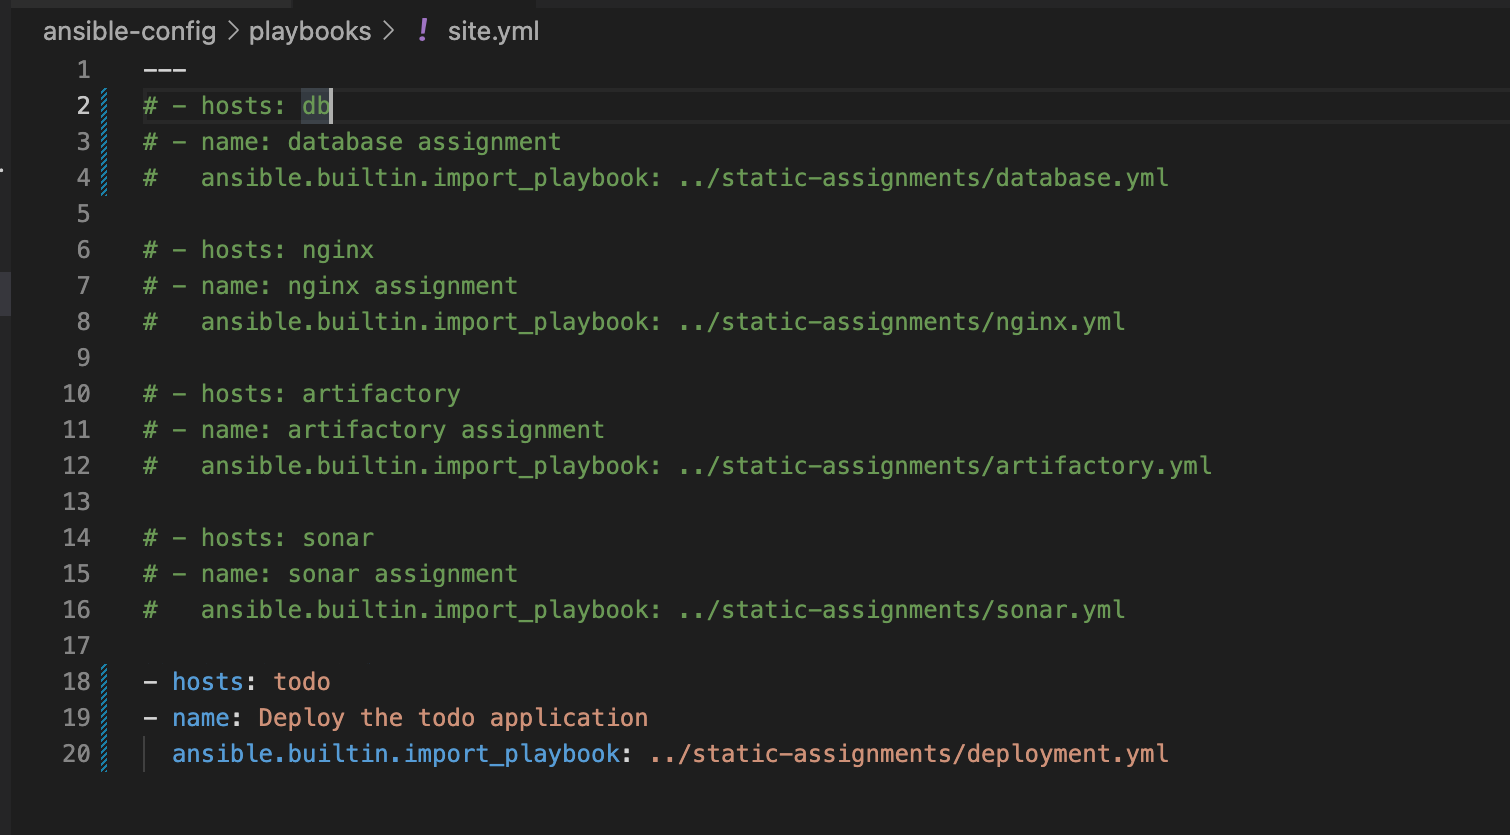 ansible-config > playbooks > ! site.yml
1 ---
2 # - hosts: db
3 # - name: database assignment
4 #   ansible.builtin.import_playbook: ../static-assignments/database.yml
5
6 # - hosts: nginx
7 # - name: nginx assignment
8 #   ansible.builtin.import_playbook: ../static-assignments/nginx.yml
9
10 # - hosts: artifactory
11 # - name: artifactory assignment
12 #   ansible.builtin.import_playbook: ../static-assignments/artifactory.yml
13
14 # - hosts: sonar
15 # - name: sonar assignment
16 #   ansible.builtin.import_playbook: ../static-assignments/sonar.yml
17
18 - hosts: todo
19 - name: Deploy the todo application
20   ansible.builtin.import_playbook: ../static-assignments/deployment.yml